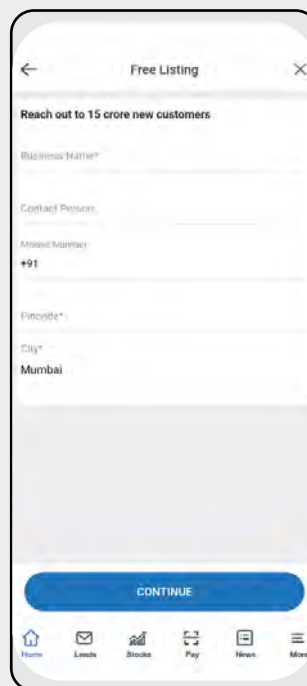 Free Listing
Reach out to 15 crore new customers
Business Name*
Contact Person
Mobile Number
+91
Pincode*
City*
Mumbai
CONTINUE
Home Leads Stocks Pay News More